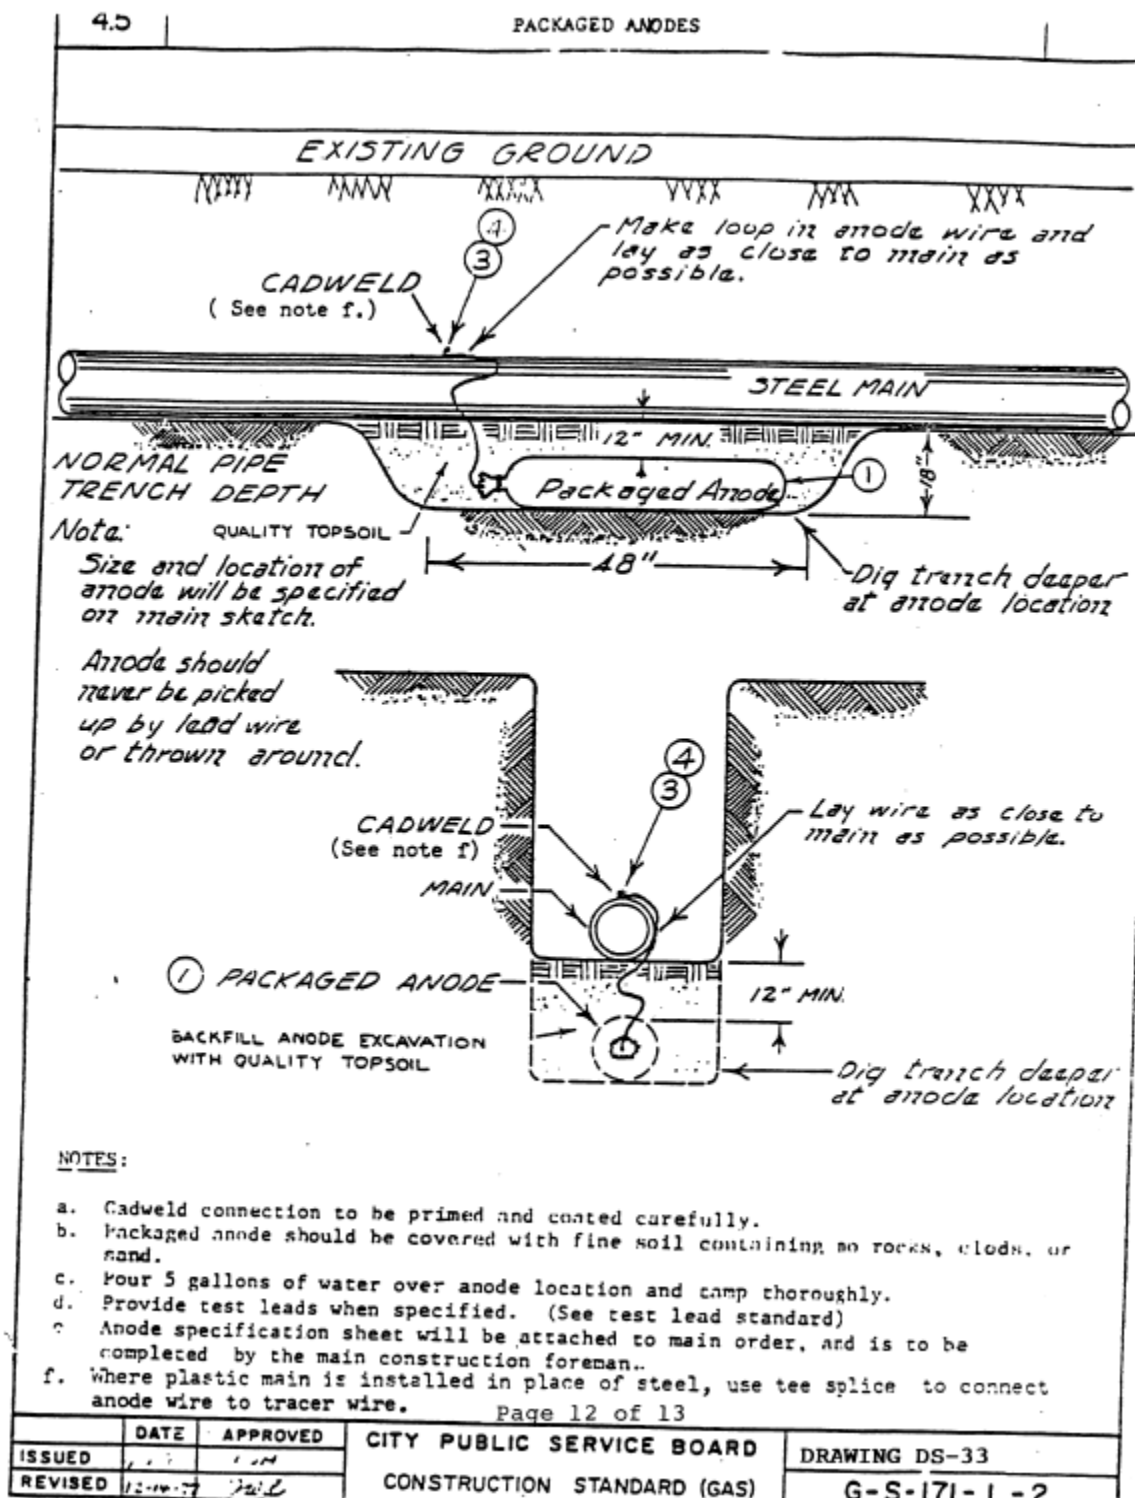 4.5
PACKAGED ANODES
EXISTING GROUND
4
3
Make loop in anode wire and
lay as close to main as
possible.
CADWELD
( See note f.)
STEEL MAIN
12" MIN.
NORMAL PIPE
TRENCH DEPTH
Packaged Anode
1
18"
Note:
QUALITY TOPSOIL
48"
Size and location of
anode will be specified
on main sketch.
Dig trench deeper
at anode location
Anode should
never be picked
up by lead wire
or thrown around.
4
3
CADWELD
(See note f)
Lay wire as close to
main as possible.
MAIN
1 PACKAGED ANODE
12" MIN.
BACKFILL ANODE EXCAVATION
WITH QUALITY TOPSOIL
Dig trench deeper
at anode location
NOTES:
a. Cadweld connection to be primed and coated carefully.
b. Packaged anode should be covered with fine soil containing no rocks, clods, or
sand.
c. Pour 5 gallons of water over anode location and tamp thoroughly.
d. Provide test leads when specified. (See test lead standard)
e Anode specification sheet will be attached to main order, and is to be
completed by the main construction foreman..
f. Where plastic main is installed in place of steel, use tee splice to connect
anode wire to tracer wire.
Page 12 of 13
DATE APPROVED
ISSUED
REVISED
CITY PUBLIC SERVICE BOARD
CONSTRUCTION STANDARD (GAS)
DRAWING DS-33
G-S-171-1-2